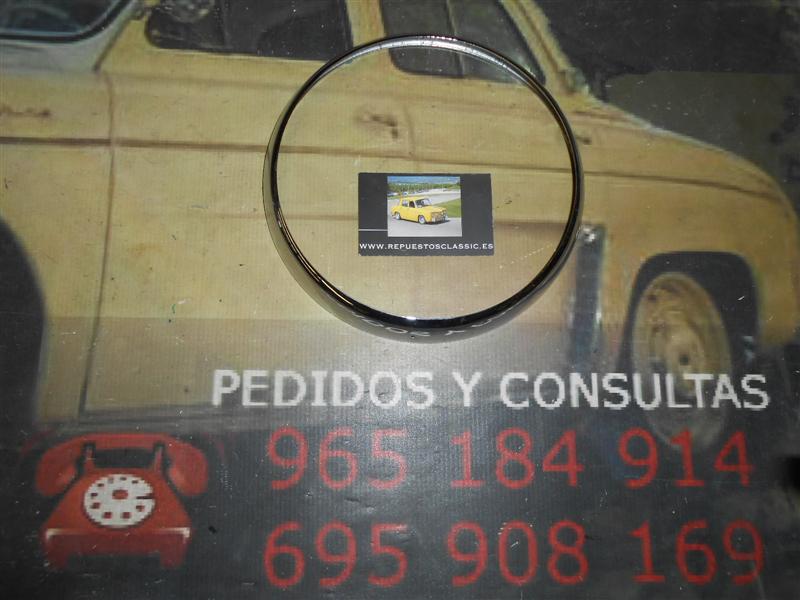 WWW.REPUESTOSCLASSIC.ES
PEDIDOS Y CONSULTAS
965 184 914
695 908 169